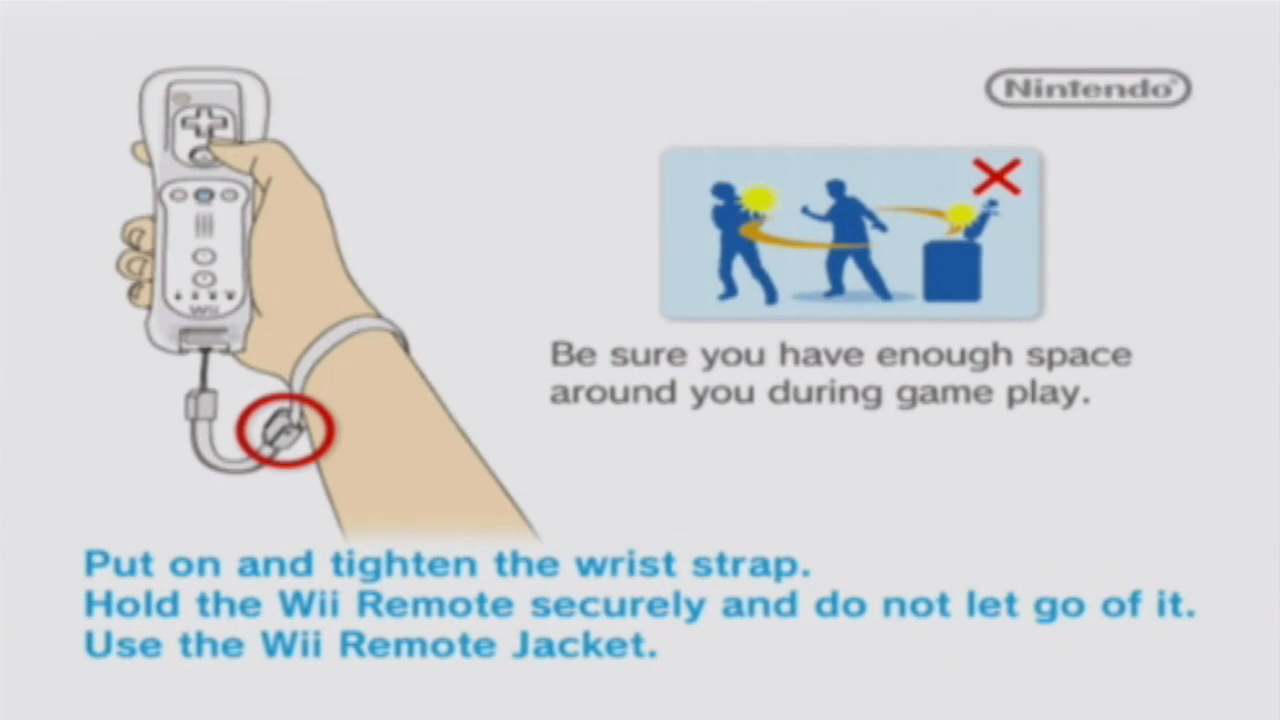 Nintendo®
Wii
Be sure you have enough space
around you during game play.
Put on and tighten the wrist strap.
Hold the Wii Remote securely and do not let go of it.
Use the Wii Remote Jacket.